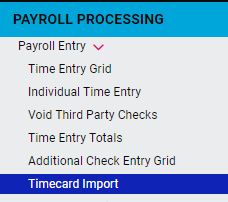 PAYROLL PROCESSING
Payroll Entry
Time Entry Grid
Individual Time Entry
Void Third Party Checks
Time Entry Totals
Additional Check Entry Grid
Timecard Import